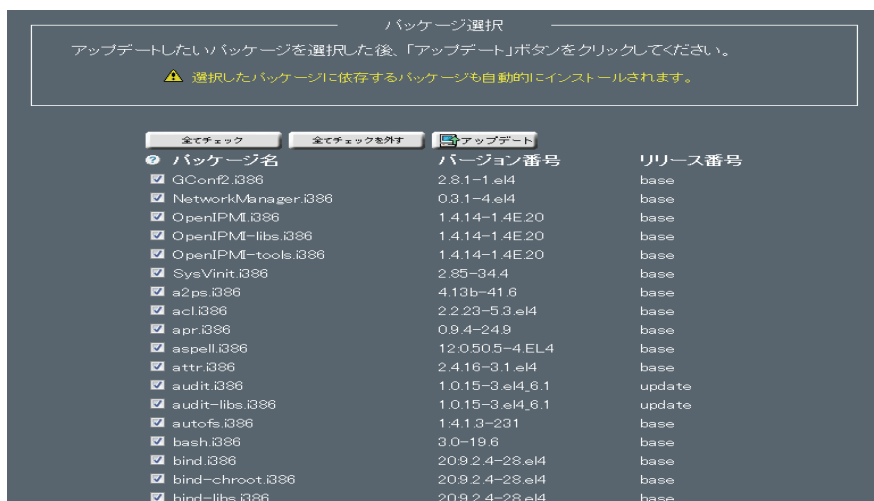 パッケージ選択
アップデートしたいパッケージを選択した後、「アップデート」ボタンをクリックしてください。
選択したパッケージに依存するパッケージも自動的にインストールされます。
全てチェック 全てチェックを外す アップデート
パッケージ名 バージョン番号 リリース番号
GConf2.i386 2.8.1-1.el4 base
NetworkManager.i386 0.3.1-4.el4 base
OpenIPMI.i386 1.4.14-1.4E.20 base
OpenIPMI-libs.i386 1.4.14-1.4E.20 base
OpenIPMI-tools.i386 1.4.14-1.4E.20 base
SysVinit.i386 2.85-34.4 base
a2ps.i386 4.13b-41.6 base
acl.i386 2.2.23-5.3.el4 base
apr.i386 0.9.4-24.9 base
aspell.i386 12:0.50.5-4.EL4 base
attr.i386 2.4.16-3.1.el4 base
audit.i386 1.0.15-3.el4_6.1 update
audit-libs.i386 1.0.15-3.el4_6.1 update
autofs.i386 1:4.1.3-231 base
bash.i386 3.0-19.6 base
bind.i386 20:9.2.4-28.el4 base
bind-chroot.i386 20:9.2.4-28.el4 base
bind-libs.i386 20:9.2.4-28.el4 base